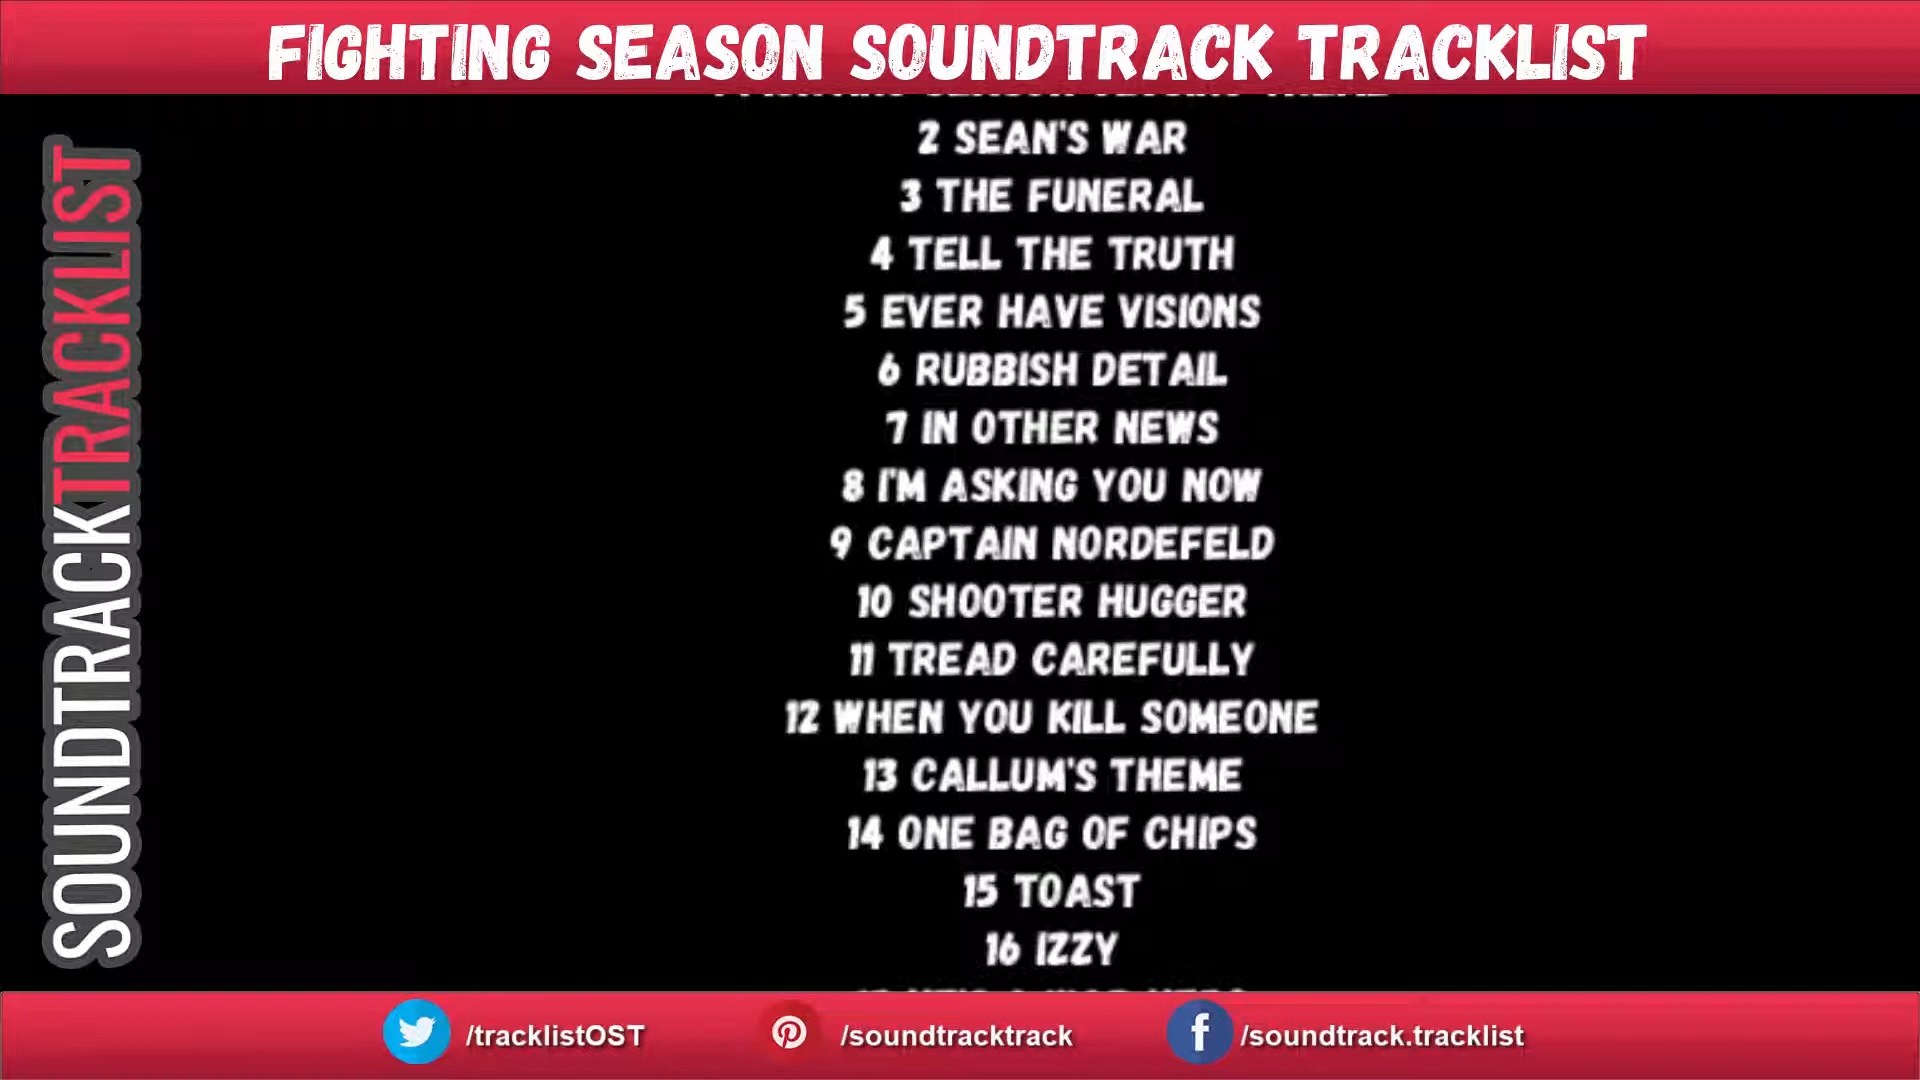 FIGHTING SEASON SOUNDTRACK TRACKLIST
2 SEAN'S WAR
3 THE FUNERAL
4 TELL THE TRUTH
5 EVER HAVE VISIONS
6 RUBBISH DETAIL
7 IN OTHER NEWS
8 I'M ASKING YOU NOW
9 CAPTAIN NORDEFELD
10 SHOOTER HUGGER
11 TREAD CAREFULLY
12 WHEN YOU KILL SOMEONE
13 CALLUM'S THEME
14 ONE BAG OF CHIPS
15 TOAST
16 IZZY
SOUNDTRACKTRACKLIST
/tracklistOST
/soundtracktrack
/soundtrack.tracklist